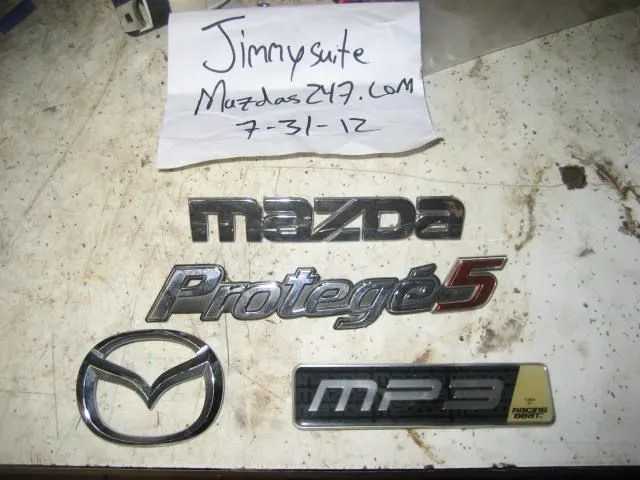 Jimmysuite
Mazdas247.com
7-31-12
mazda
Protegé5
MP3
RACING
BEAT